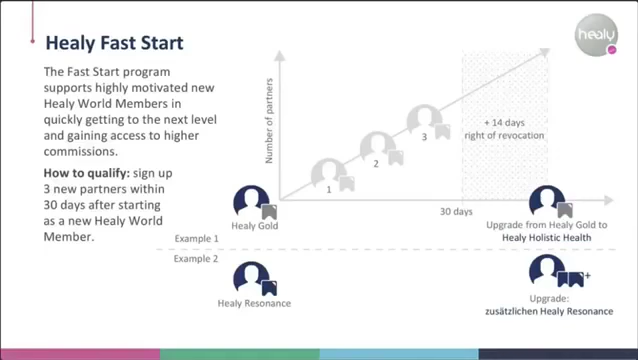 Healy Fast Start
healy
The Fast Start program
supports highly motivated new
Healy World Members in
quickly getting to the next level
and gaining access to higher
commissions.
How to qualify: sign up
3 new partners within
30 days after starting
as a new Healy World
Member.
Number of partners
1
2
3
+ 14 days
right of revocation
30 days
Healy Gold
Upgrade from Healy Gold to
Healy Holistic Health
Example 1
Example 2
Healy Resonance
+
Upgrade:
zusätzlichen Healy Resonance